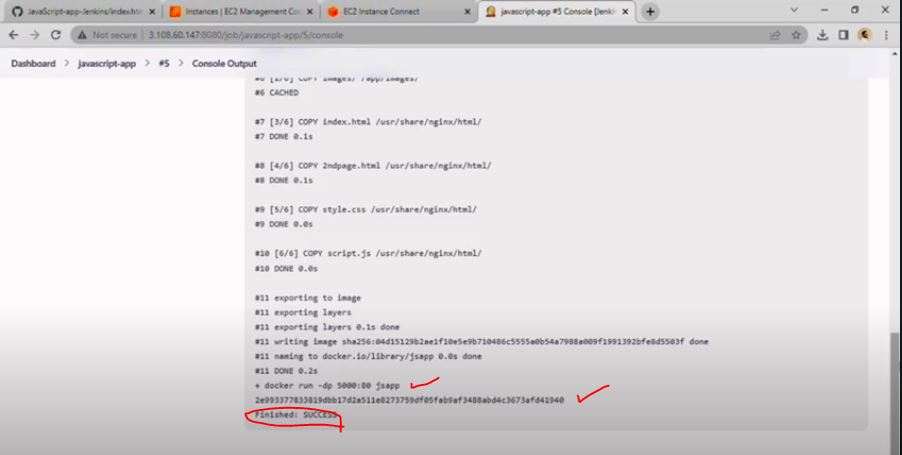 JavaScript-app-Jenkins/index.htm
Instances | EC2 Management Con
EC2 Instance Connect
javascript-app #5 Console [Jenkin
Not secure | 3.108.60.147:8080/job/javascript-app/5/console
Dashboard > javascript-app > #5 > Console Output
#6 [2/6] COPY images/ /app/images/
#6 CACHED
#7 [3/6] COPY index.html /usr/share/nginx/html/
#7 DONE 0.1s
#8 [4/6] COPY 2ndpage.html /usr/share/nginx/html/
#8 DONE 0.1s
#9 [5/6] COPY style.css /usr/share/nginx/html/
#9 DONE 0.0s
#10 [6/6] COPY script.js /usr/share/nginx/html/
#10 DONE 0.0s
#11 exporting to image
#11 exporting layers
#11 exporting layers 0.1s done
#11 writing image sha256:04d15129b2ae1f10e5e9b710486c5555a0b54a7988a009f1991392bfe8d5503f done
#11 naming to docker.io/library/jsapp 0.0s done
#11 DONE 0.2s
+ docker run -dp 5000:80 jsapp
2e993377833819dbb17d2a511e8273759df05fab9af3488abd4c3673afd41940
Finished: SUCCESS